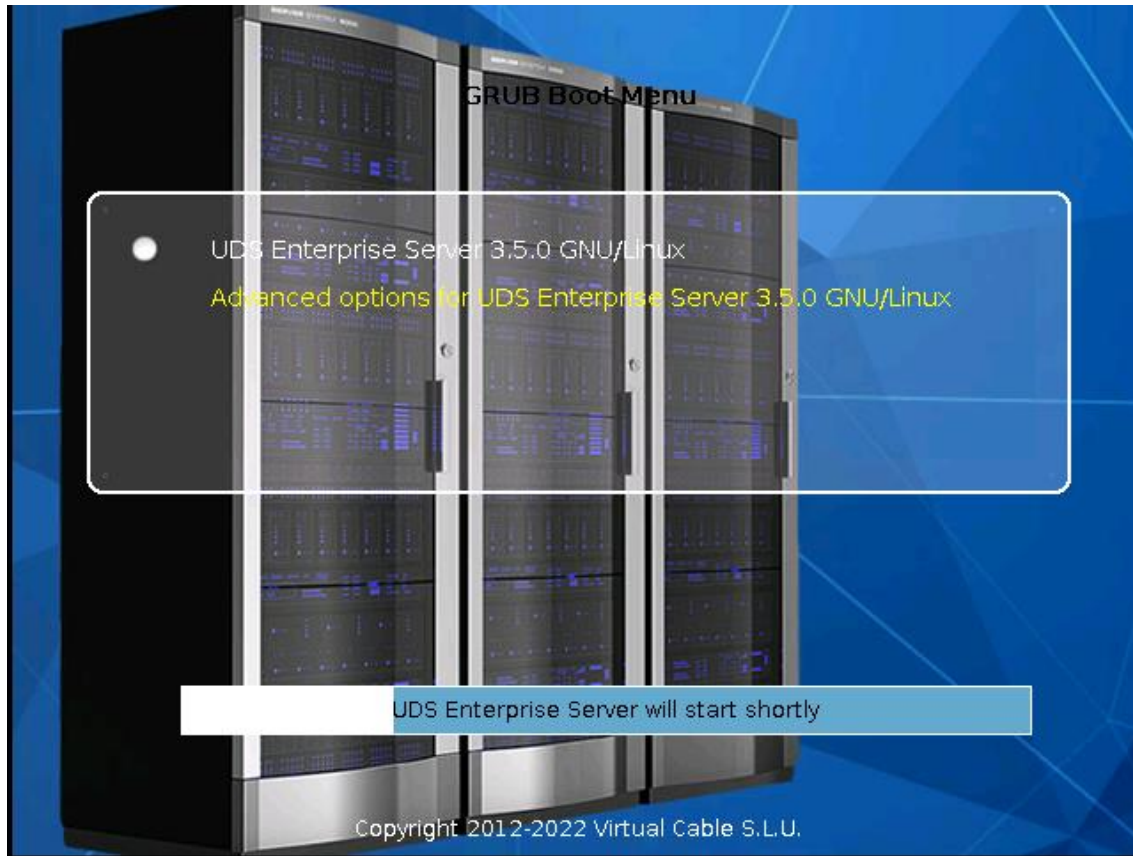 GRUB Boot Menu
UDS Enterprise Server 3.5.0 GNU/Linux
Advanced options for UDS Enterprise Server 3.5.0 GNU/Linux
UDS Enterprise Server will start shortly
Copyright 2012-2022 Virtual Cable S.L.U.